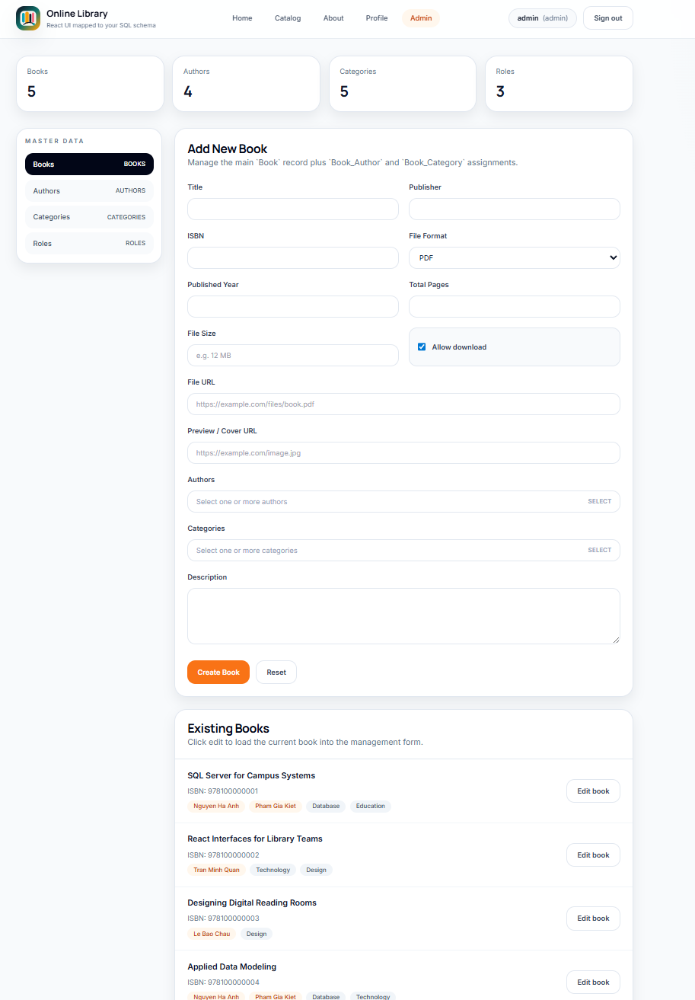 Online Library
React UI mapped to your SQL schema
Home
Catalog
About
Profile
Admin
admin (admin)
Sign out
Books
5
Authors
4
Categories
5
Roles
3
MASTER DATA
Books BOOKS
Authors AUTHORS
Categories CATEGORIES
Roles ROLES
Add New Book
Manage the main `Book` record plus `Book_Author` and `Book_Category` assignments.
Title
Publisher
ISBN
File Format
PDF
Published Year
Total Pages
File Size
e.g. 12 MB
Allow download
File URL
https://example.com/files/book.pdf
Preview / Cover URL
https://example.com/image.jpg
Authors
Select one or more authors SELECT
Categories
Select one or more categories SELECT
Description
Create Book
Reset
Existing Books
Click edit to load the current book into the management form.
SQL Server for Campus Systems
ISBN: 978100000001
Nguyen Ha Anh Pham Gia Kiet Database Education
Edit book
React Interfaces for Library Teams
ISBN: 978100000002
Tran Minh Quan Technology Design
Edit book
Designing Digital Reading Rooms
ISBN: 978100000003
Le Bao Chau Design
Edit book
Applied Data Modeling
ISBN: 978100000004
Nguyen Ha Anh Pham Gia Kiet Database Technology
Edit book